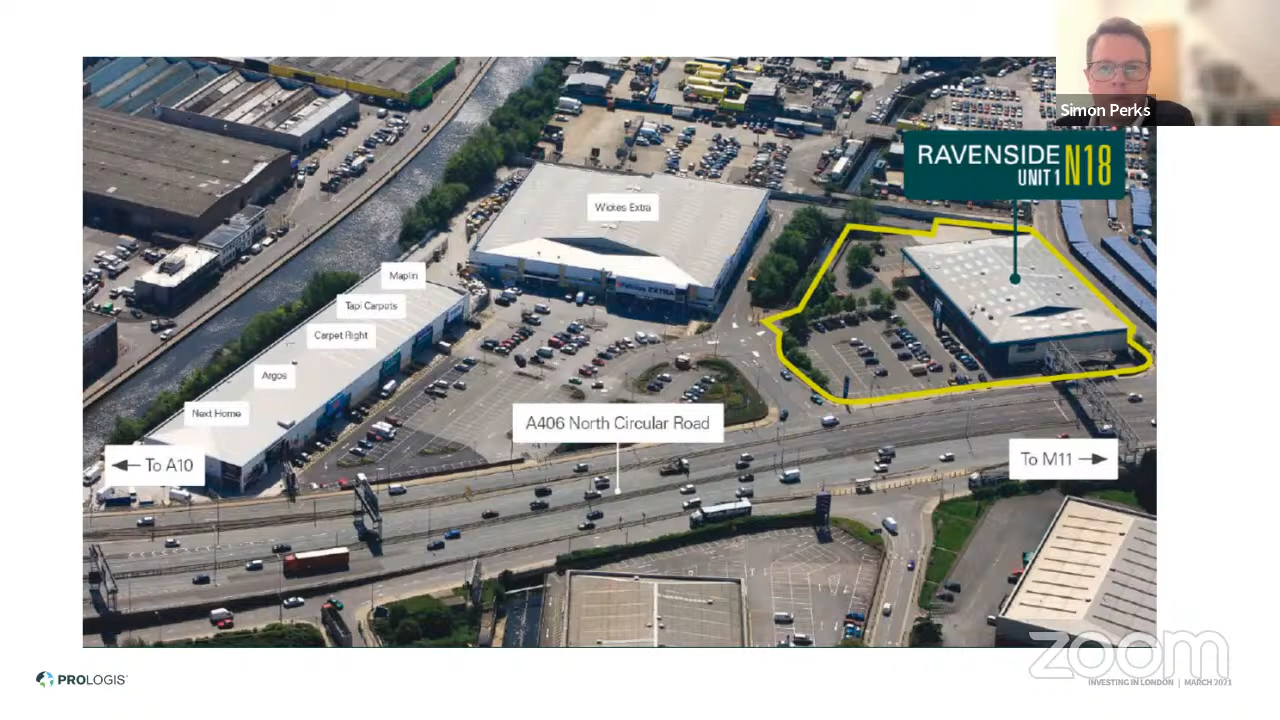 Simon Perks
RAVENSIDE
UNIT 1
N18
Wickes Extra
Maplin
Tapi Carpets
Carpet Right
Argos
Next Home
A406 North Circular Road
To A10
To M11
EXTRA
zoom
PROLOGIS
INVESTING IN LONDON | MARCH 2021